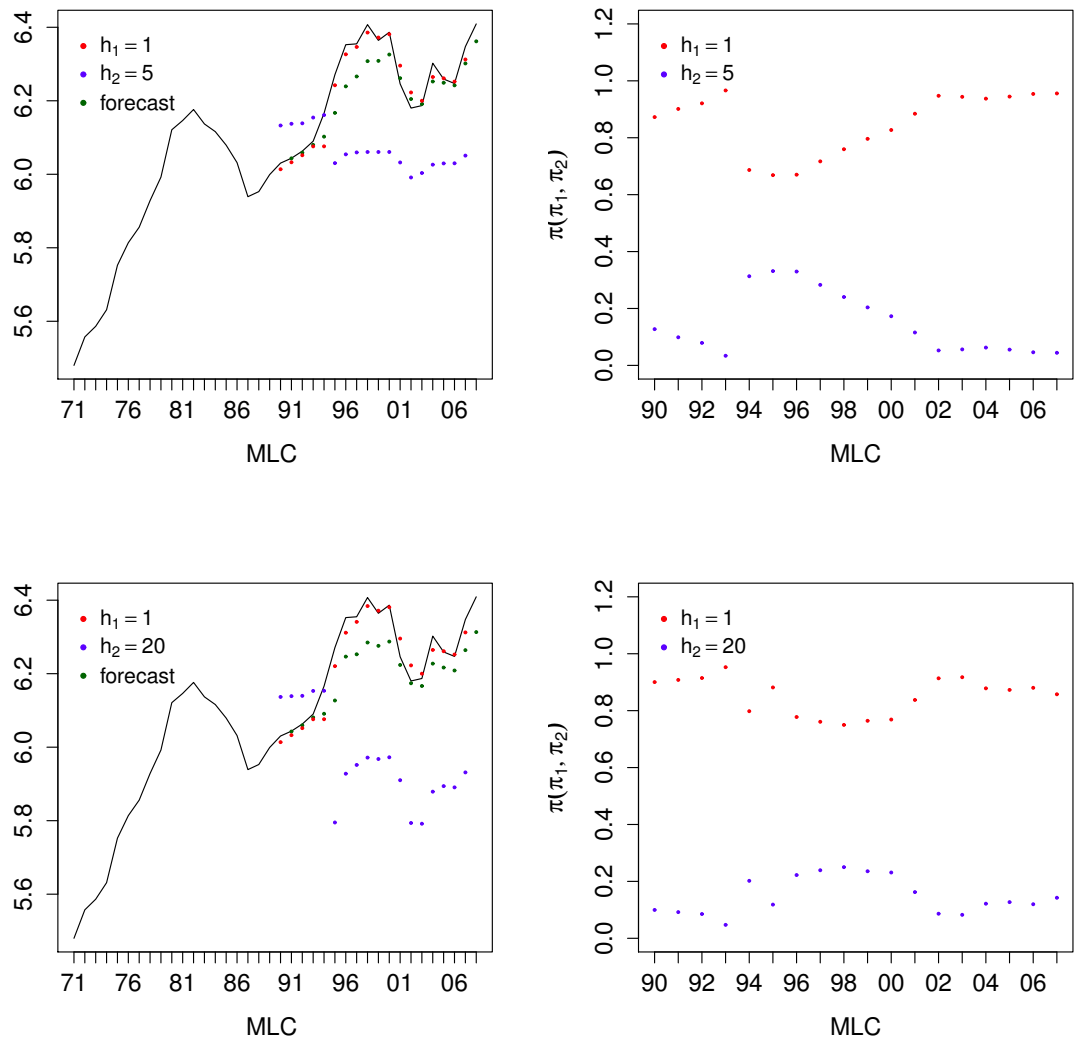 6.4
6.2
6.0
5.8
5.6
h₁ = 1
h₂ = 5
forecast
71 76 81 86 91 96 01 06
MLC
1.2
1.0
0.8
0.6
0.4
0.2
0.0
π(π₁, π₂)
h₁ = 1
h₂ = 5
90 92 94 96 98 00 02 04 06
MLC
6.4
6.2
6.0
5.8
5.6
h₁ = 1
h₂ = 20
forecast
71 76 81 86 91 96 01 06
MLC
1.2
1.0
0.8
0.6
0.4
0.2
0.0
π(π₁, π₂)
h₁ = 1
h₂ = 20
90 92 94 96 98 00 02 04 06
MLC